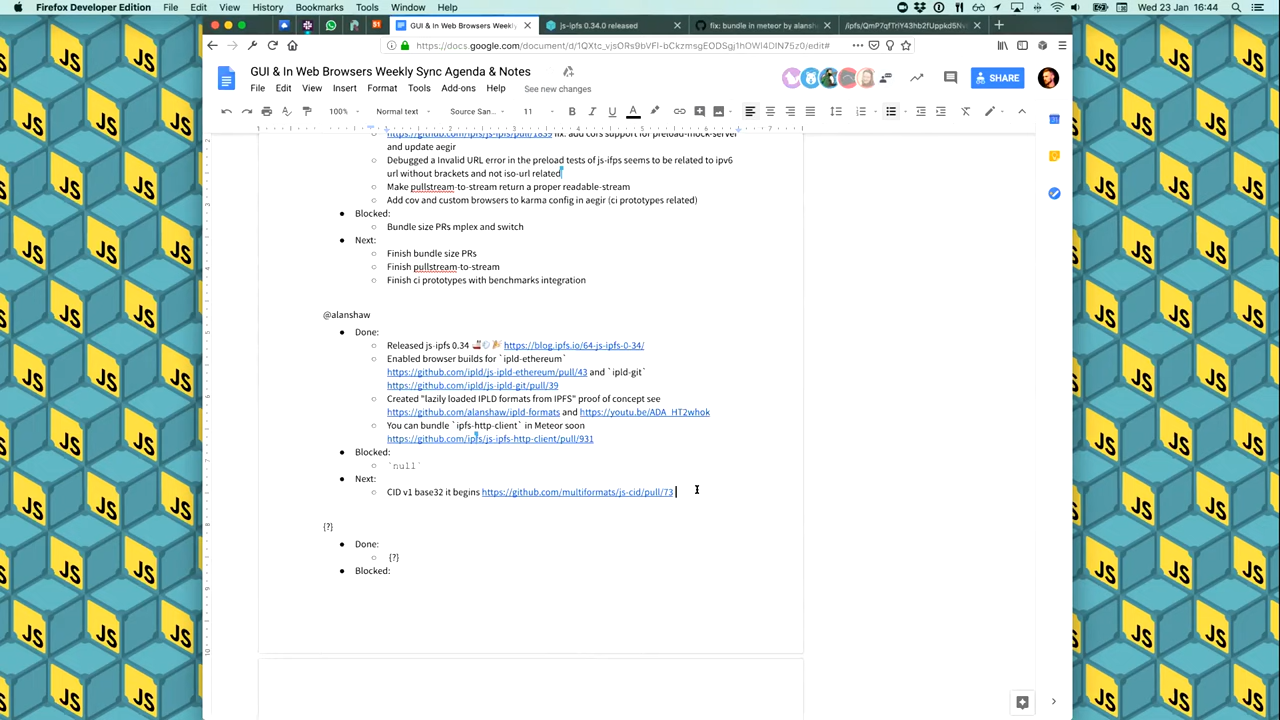 Firefox Developer Edition File Edit View History Bookmarks Tools Window Help
Wed 23 Jan 16:44
GUI & In Web Browsers Weekly
js-ipfs 0.34.0 released
fix: bundle in meteor by alansh
https://docs.google.com/document/d/
GUI & In Web Browsers Weekly Sync Agenda & Notes
File Edit View Insert Format Tools Add-ons Help See new changes
SHARE
100% Normal text Source San... 11
1 2 3 4 5 6 7
and update aegir
Debugged a Invalid URL error in the preload tests of js-ifps seems to be related to ipv6
url without brackets and not iso-url related
Make pullstream-to-stream return a proper readable-stream
Add cov and custom browsers to karma config in aegir (ci prototypes related)
Blocked:
Bundle size PRs mplex and switch
Next:
Finish bundle size PRs
Finish pullstream-to-stream
Finish ci prototypes with benchmarks integration
@alanshaw
Done:
Released js-ipfs 0.34 🚢💨🎉 https://blog.ipfs.io/64-js-ipfs-0-34/
Enabled browser builds for `ipld-ethereum`
https://github.com/ipld/js-ipld-ethereum/pull/43 and `ipld-git`
https://github.com/ipld/js-ipld-git/pull/39
Created "lazily loaded IPLD formats from IPFS" proof of concept see
https://github.com/alanshaw/ipld-formats and https://youtu.be/ADA_HT2whok
You can bundle `ipfs-http-client` in Meteor soon
https://github.com/ipfs/js-ipfs-http-client/pull/931
Blocked:
`null`
Next:
CID v1 base32 it begins https://github.com/multiformats/js-cid/pull/73
{?}
Done:
{?}
Blocked:
JS